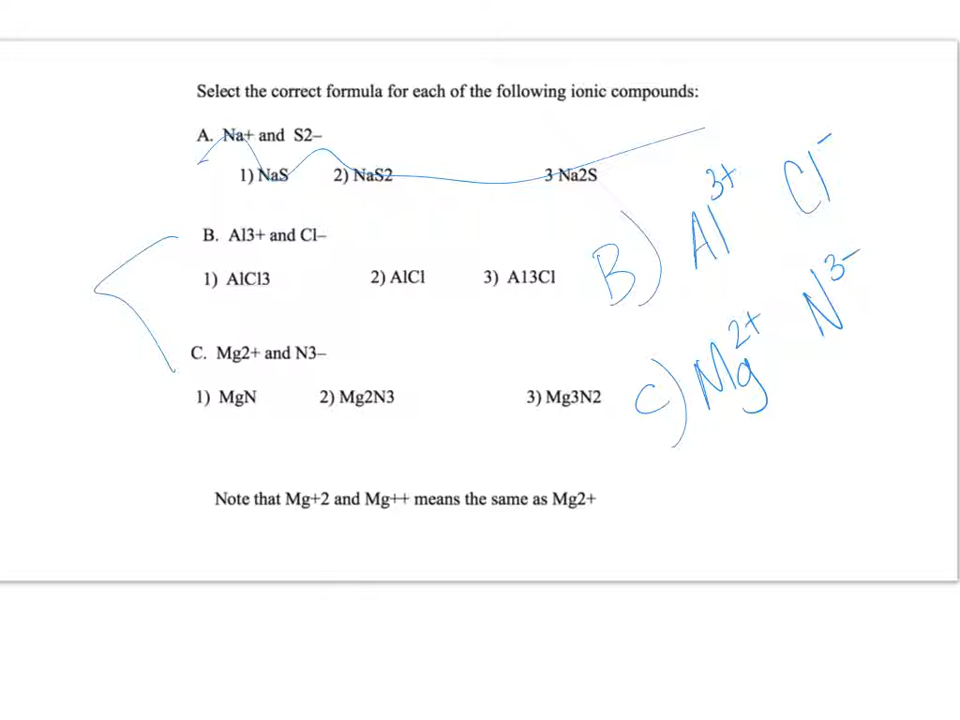 Select the correct formula for each of the following ionic compounds:
A. Na+ and S2–
1) NaS 2) NaS2 3 Na2S
B. Al3+ and Cl–
1) AlCl3 2) AlCl 3) Al3Cl
B) Al3+ Cl-
C. Mg2+ and N3–
1) MgN 2) Mg2N3 3) Mg3N2
C) Mg2+ N3-
Note that Mg+2 and Mg++ means the same as Mg2+